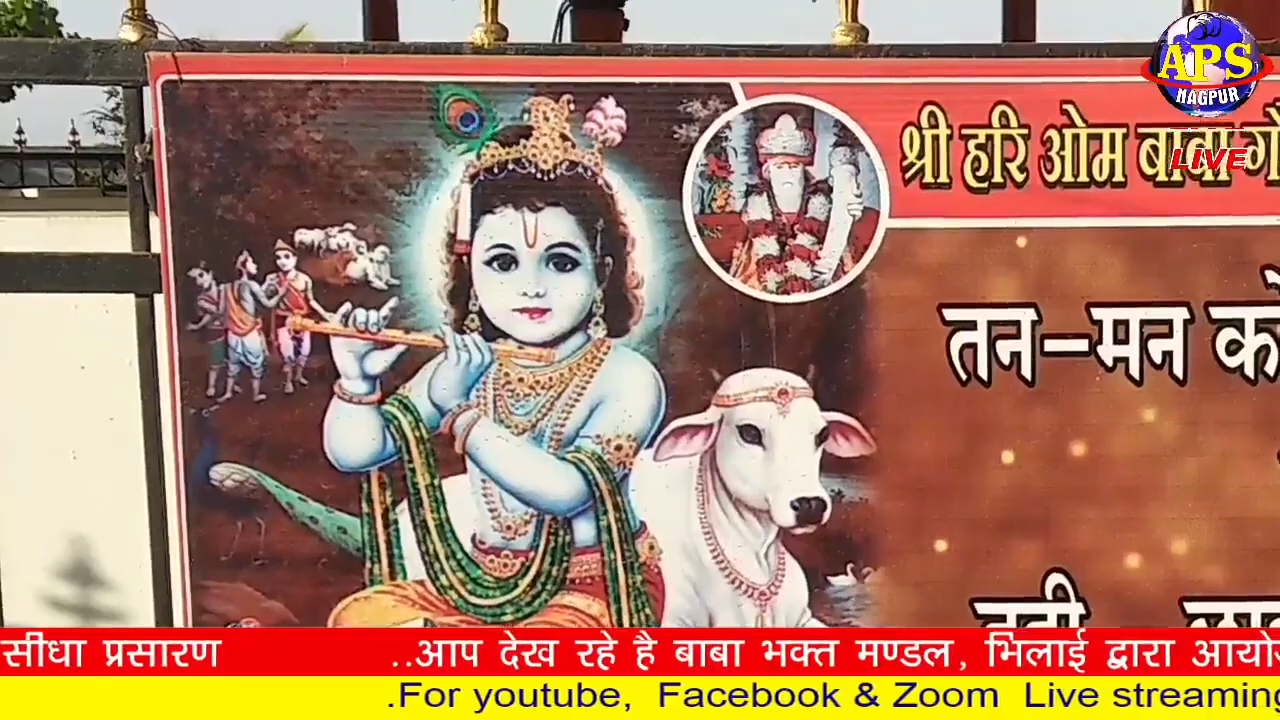 APS
NAGPUR
LIVE
श्री हरि ओम बाबा
तन-मन को
सीधा प्रसारण ..आप देख रहे है बाबा भक्त मण्डल, भिलाई द्वारा
.For youtube, Facebook & Zoom Live streaming